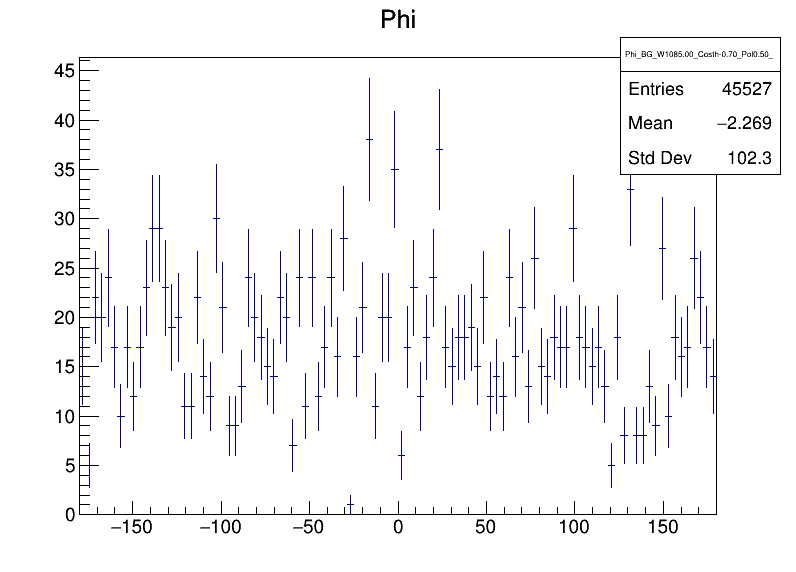 Phi
Phi_BG_W1085.00_Costh-0.70_Pol0.50_
Entries 45527
Mean −2.269
Std Dev 102.3
45
40
35
30
25
20
15
10
5
0
−150 −100 −50 0 50 100 150